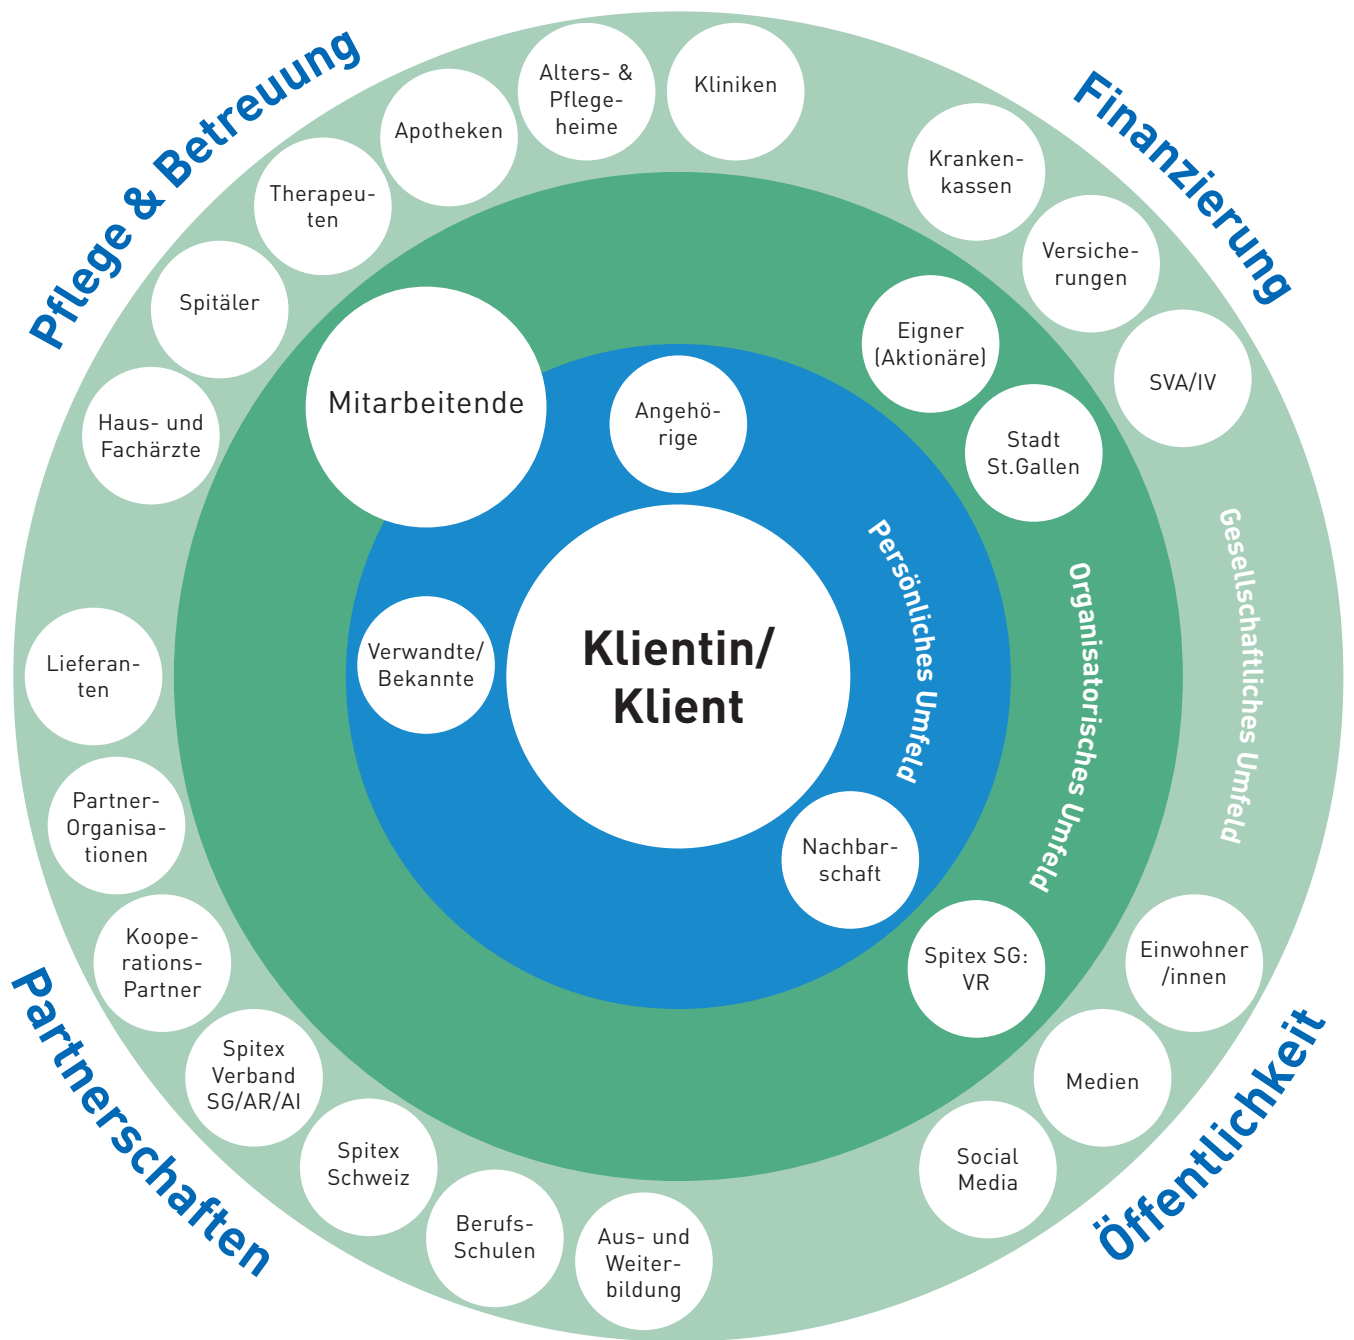 Pflege & Betreuung
Finanzierung
Alters- &
Pflege-
heime
Kliniken
Apotheken
Therapeu-
ten
Spitäler
Haus- und
Fachärzte
Kranken-
kassen
Versiche-
rungen
SVA/IV
Eigner
(Aktionäre)
Stadt
St.Gallen
Mitarbeitende
Angehö-
rige
Verwandte/
Bekannte
Klientin/
Klient
Persönliches Umfeld
Organisatorisches Umfeld
Gesellschaftliches Umfeld
Nachbar-
schaft
Spitex SG:
VR
Lieferan-
ten
Partner-
Organisa-
tionen
Koope-
rations-
Partner
Spitex
Verband
SG/AR/AI
Spitex
Schweiz
Berufs-
Schulen
Aus- und
Weiter-
bildung
Einwohner
/innen
Medien
Social
Media
Partnerschaften
Öffentlichkeit